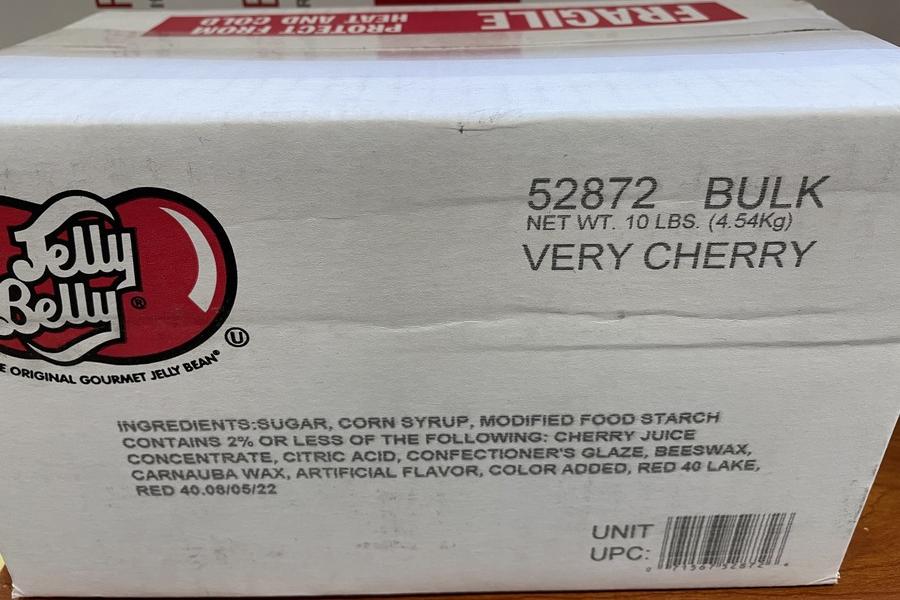 FRAGILE
PROTECT FROM
HEAT AND COLD
52872 BULK
NET WT. 10 LBS. (4.54Kg)
VERY CHERRY
Jelly
Belly®
ORIGINAL GOURMET JELLY BEAN®
U
INGREDIENTS:SUGAR, CORN SYRUP, MODIFIED FOOD STARCH
CONTAINS 2% OR LESS OF THE FOLLOWING: CHERRY JUICE
CONCENTRATE, CITRIC ACID, CONFECTIONER'S GLAZE, BEESWAX,
CARNAUBA WAX, ARTIFICIAL FLAVOR, COLOR ADDED, RED 40 LAKE,
RED 40.08/05/22
UNIT
UPC: